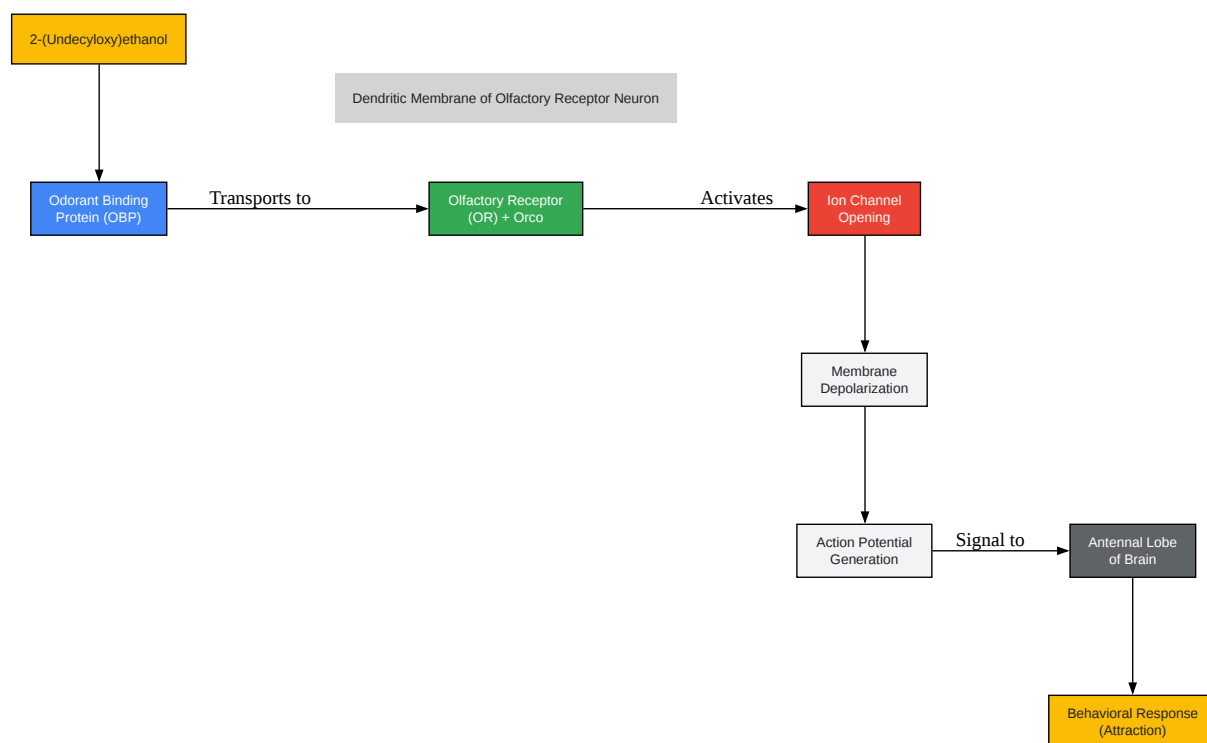 2-(Undecyloxy)ethanol
Dendritic Membrane of Olfactory Receptor Neuron
Odorant Binding
Protein (OBP)
Transports to
Olfactory Receptor
(OR) + Orco
Activates
Ion Channel
Opening
Membrane
Depolarization
Action Potential
Generation
Signal to
Antennal Lobe
of Brain
Behavioral Response
(Attraction)